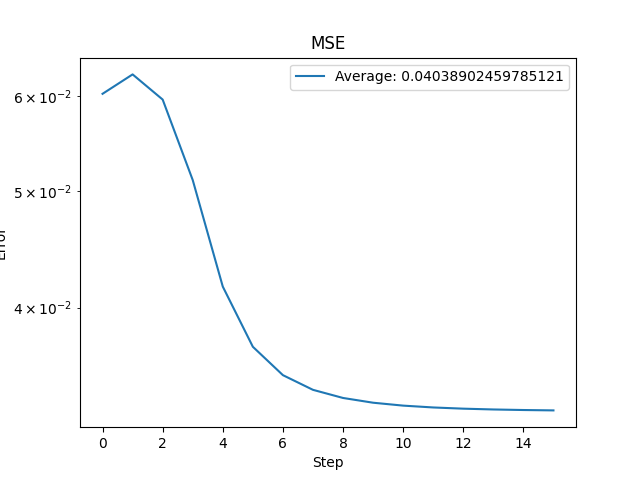 MSE
Average: 0.04038902459785121
6 × 10⁻²
5 × 10⁻²
4 × 10⁻²
Error
0 2 4 6 8 10 12 14
Step